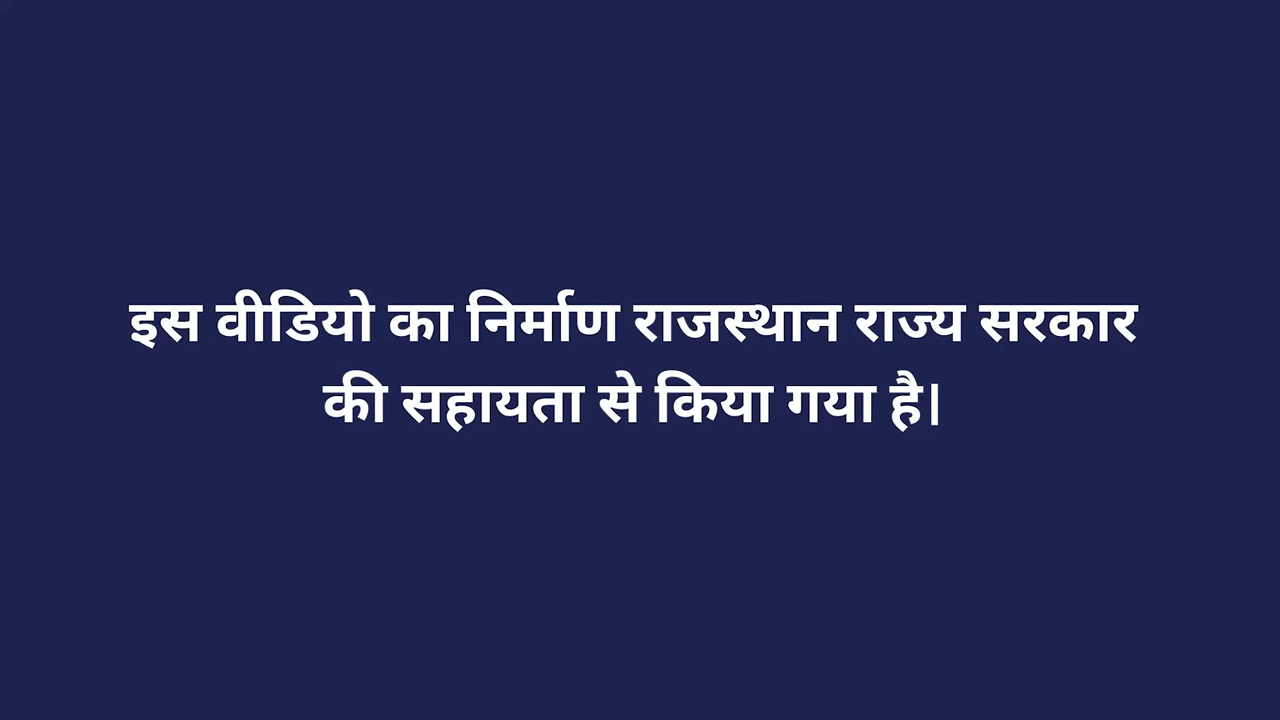 इस वीडियो का निर्माण राजस्थान राज्य सरकार
की सहायता से किया गया है।